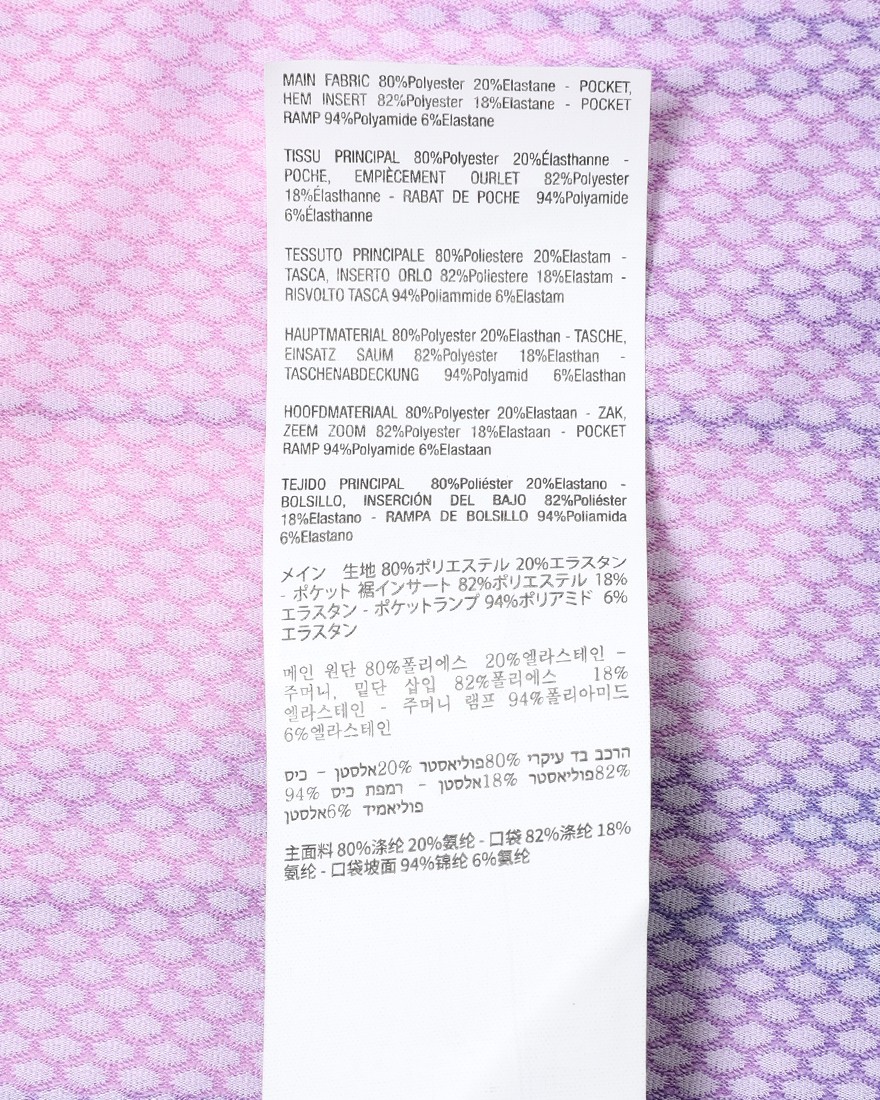 MAIN FABRIC 80%Polyester 20%Elastane - POCKET,
HEM INSERT 82%Polyester 18%Elastane - POCKET
RAMP 94%Polyamide 6%Elastane
TISSU PRINCIPAL 80%Polyester 20%Élasthanne -
POCHE, EMPIÈCEMENT OURLET 82%Polyester
18%Élasthanne - RABAT DE POCHE 94%Polyamide
6%Élasthanne
TESSUTO PRINCIPALE 80%Poliestere 20%Elastam -
TASCA, INSERTO ORLO 82%Poliestere 18%Elastam -
RISVOLTO TASCA 94%Poliammide 6%Elastam
HAUPTMATERIAL 80%Polyester 20%Elasthan - TASCHE,
EINSATZ SAUM 82%Polyester 18%Elasthan -
TASCHENABDECKUNG 94%Polyamid 6%Elasthan
HOOFDMATERIAAL 80%Polyester 20%Elastaan - ZAK,
ZEEM ZOOM 82%Polyester 18%Elastaan - POCKET
RAMP 94%Polyamide 6%Elastaan
TEJIDO PRINCIPAL 80%Poliéster 20%Elastano -
BOLSILLO, INSERCIÓN DEL BAJO 82%Poliéster
18%Elastano - RAMPA DE BOLSILLO 94%Poliamida
6%Elastano
メイン 生地 80%ポリエステル 20%エラスタン
- ポケット 裾インサート 82%ポリエステル 18%
エラスタン - ポケットランプ 94%ポリアミド 6%
エラスタン
메인 원단 80%폴리에스 20%엘라스테인 -
주머니, 밑단 삽입 82%폴리에스 18%
엘라스테인 - 주머니 램프 94%폴리아미드
6%엘라스테인
הרכב בד עיקרי 80%פוליאסטר 20%אלסטן - כיס
82%פוליאסטר 18%אלסטן - רמפת כיס 94%
פוליאמיד 6%אלסטן
主面料 80%涤纶 20%氨纶 - 口袋 82%涤纶 18%
氨纶 - 口袋坡面 94%锦纶 6%氨纶